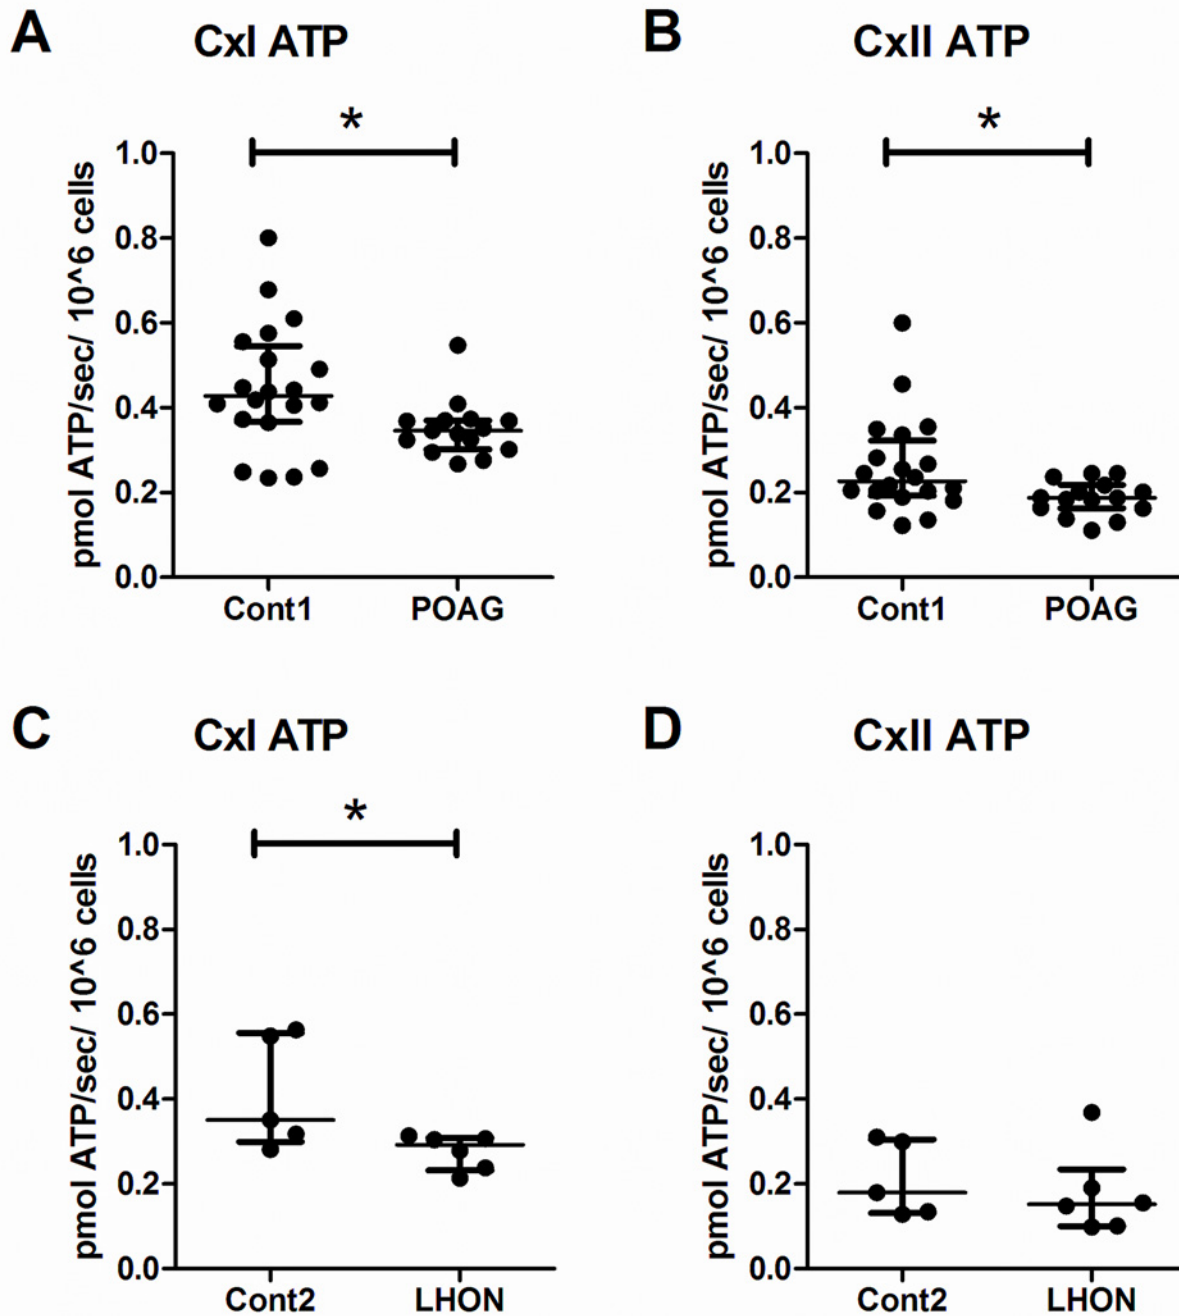 A CxI ATP
*
pmol ATP/sec/ 10^6 cells
1.0
0.8
0.6
0.4
0.2
0.0
Cont1 POAG
B CxII ATP
*
pmol ATP/sec/ 10^6 cells
1.0
0.8
0.6
0.4
0.2
0.0
Cont1 POAG
C CxI ATP
*
pmol ATP/sec/ 10^6 cells
1.0
0.8
0.6
0.4
0.2
0.0
Cont2 LHON
D CxII ATP
pmol ATP/sec/ 10^6 cells
1.0
0.8
0.6
0.4
0.2
0.0
Cont2 LHON